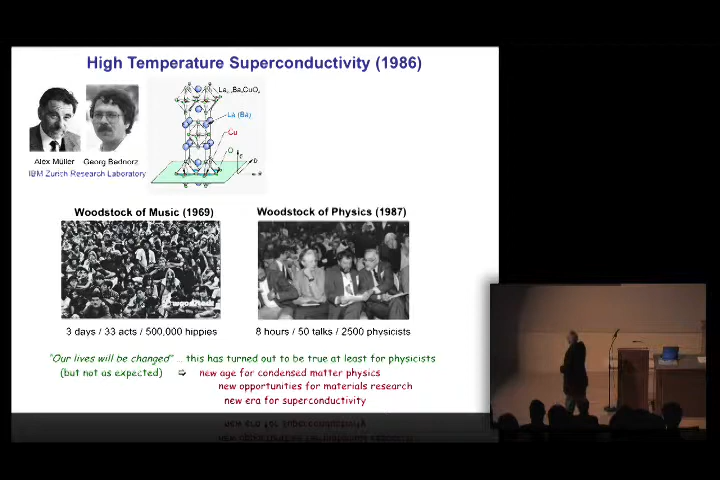 High Temperature Superconductivity (1986)
La₂₋ₓBaₓCuO₄
La (Ba)
Cu
O
Alex Müller Georg Bednorz
IBM Zurich Research Laboratory
Woodstock of Music (1969)
Woodstock of Physics (1987)
woodstock
3 days / 33 acts / 500,000 hippies
8 hours / 50 talks / 2500 physicists
"Our lives will be changed" ... this has turned out to be true at least for physicists
(but not as expected) ⇨ new age for condensed matter physics
new opportunities for materials research
new era for superconductivity